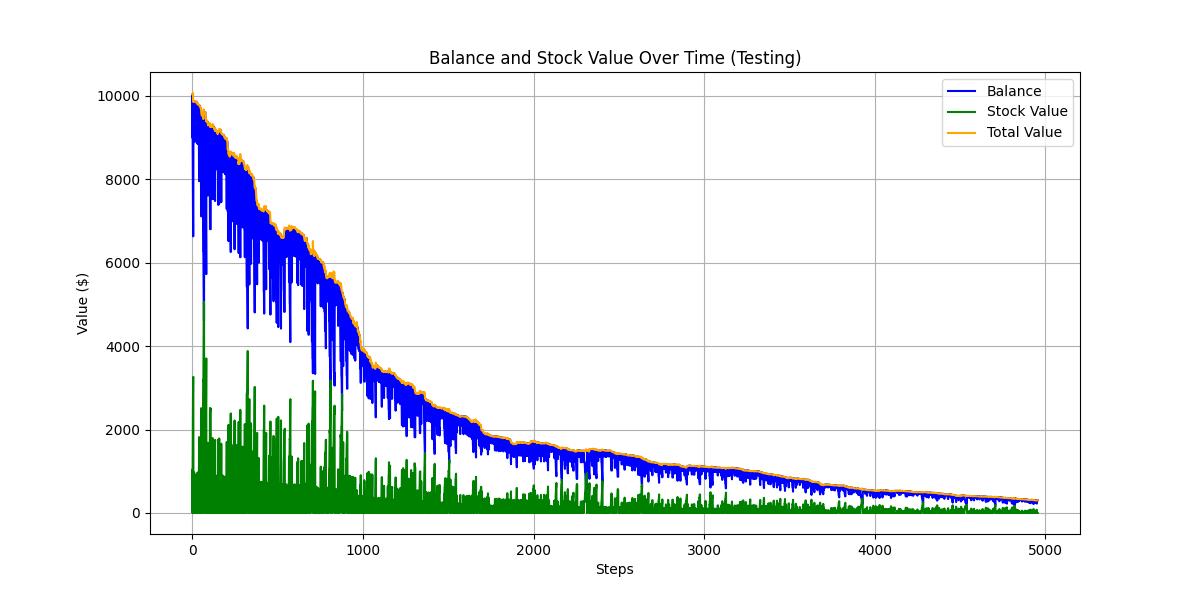 Balance and Stock Value Over Time (Testing)
Balance
Stock Value
Total Value
Value ($)
10000
8000
6000
4000
2000
0
0 1000 2000 3000 4000 5000
Steps